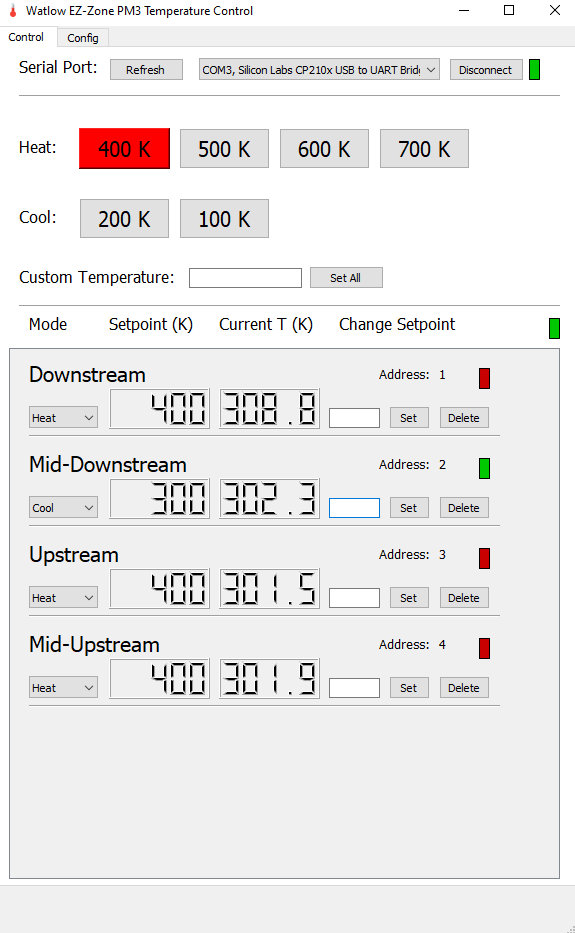 Watlow EZ-Zone PM3 Temperature Control
Control Config
Serial Port: Refresh COM3, Silicon Labs CP210x USB to UART Brid Disconnect
Heat: 400 K 500 K 600 K 700 K
Cool: 200 K 100 K
Custom Temperature: Set All
Mode Setpoint (K) Current T (K) Change Setpoint
Downstream Address: 1
Heat 400 308.8 Set Delete
Mid-Downstream Address: 2
Cool 300 302.3 Set Delete
Upstream Address: 3
Heat 400 301.5 Set Delete
Mid-Upstream Address: 4
Heat 400 301.9 Set Delete